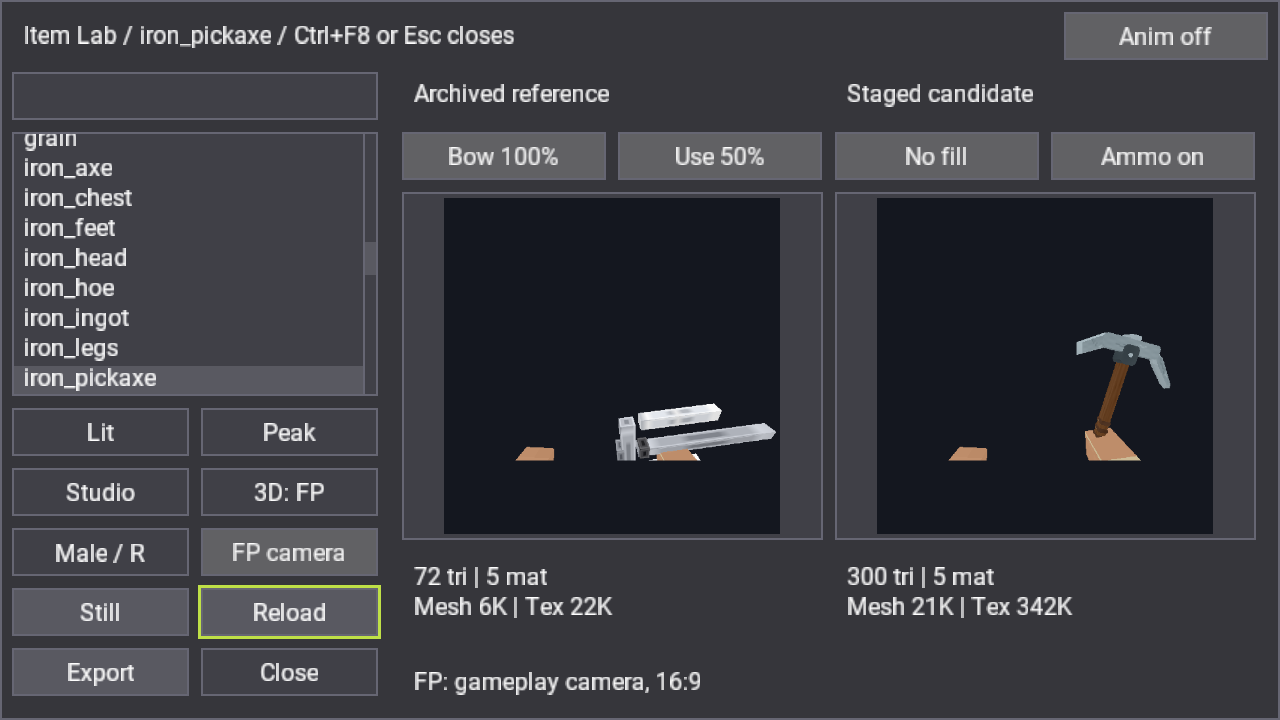 Item Lab / iron_pickaxe / Ctrl+F8 or Esc closes
Anim off
Archived reference
Staged candidate
Bow 100%
Use 50%
No fill
Ammo on
grain
iron_axe
iron_chest
iron_feet
iron_head
iron_hoe
iron_ingot
iron_legs
iron_pickaxe
Lit
Peak
Studio
3D: FP
Male / R
FP camera
Still
Reload
Export
Close
72 tri | 5 mat
Mesh 6K | Tex 22K
300 tri | 5 mat
Mesh 21K | Tex 342K
FP: gameplay camera, 16:9